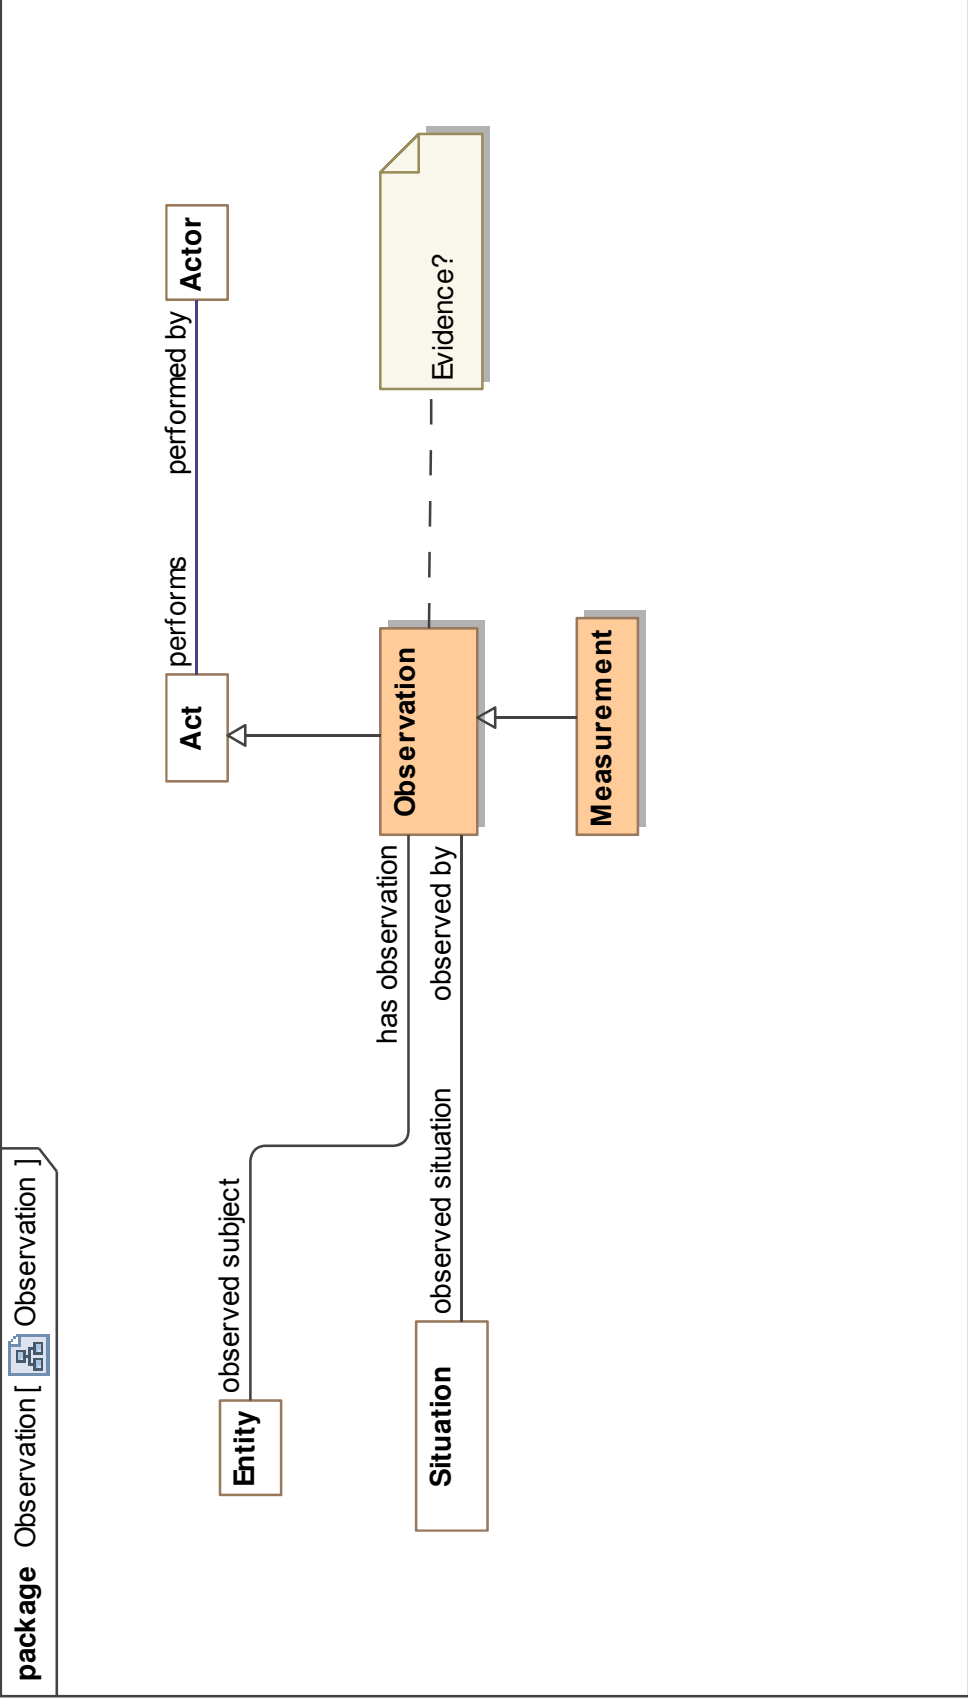 package Observation [ Observation ]
Act
performs
performed by
Actor
Entity
observed subject
has observation
Observation
Evidence?
Situation
observed situation
observed by
Measurement